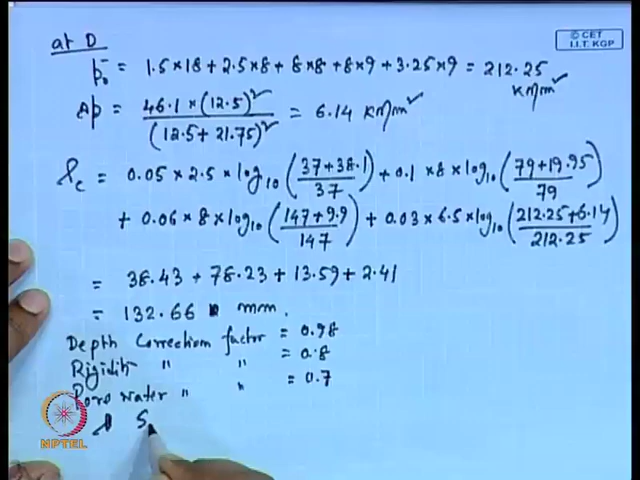 © CET
I.I.T. KGP
at D
p̄₀ = 1.5×18 + 2.5×8 + 8×8 + 8×9 + 3.25×9 = 212.25
kN/m²
Δp = 46.1 × (12.5)² / (12.5 + 21.75)² = 6.14 kN/m²
ρc = 0.05 × 2.5 × log₁₀ (37+38.1 / 37) + 0.1 × 8 × log₁₀ (79+19.95 / 79)
+ 0.06 × 8 × log₁₀ (147+9.9 / 147) + 0.03 × 6.5 × log₁₀ (212.25+6.14 / 212.25)
= 38.43 + 78.23 + 13.59 + 2.41
= 132.66 mm.
Depth Correction factor = 0.98
Rigidity " " = 0.8
Pore water " " = 0.7
S
NPTEL